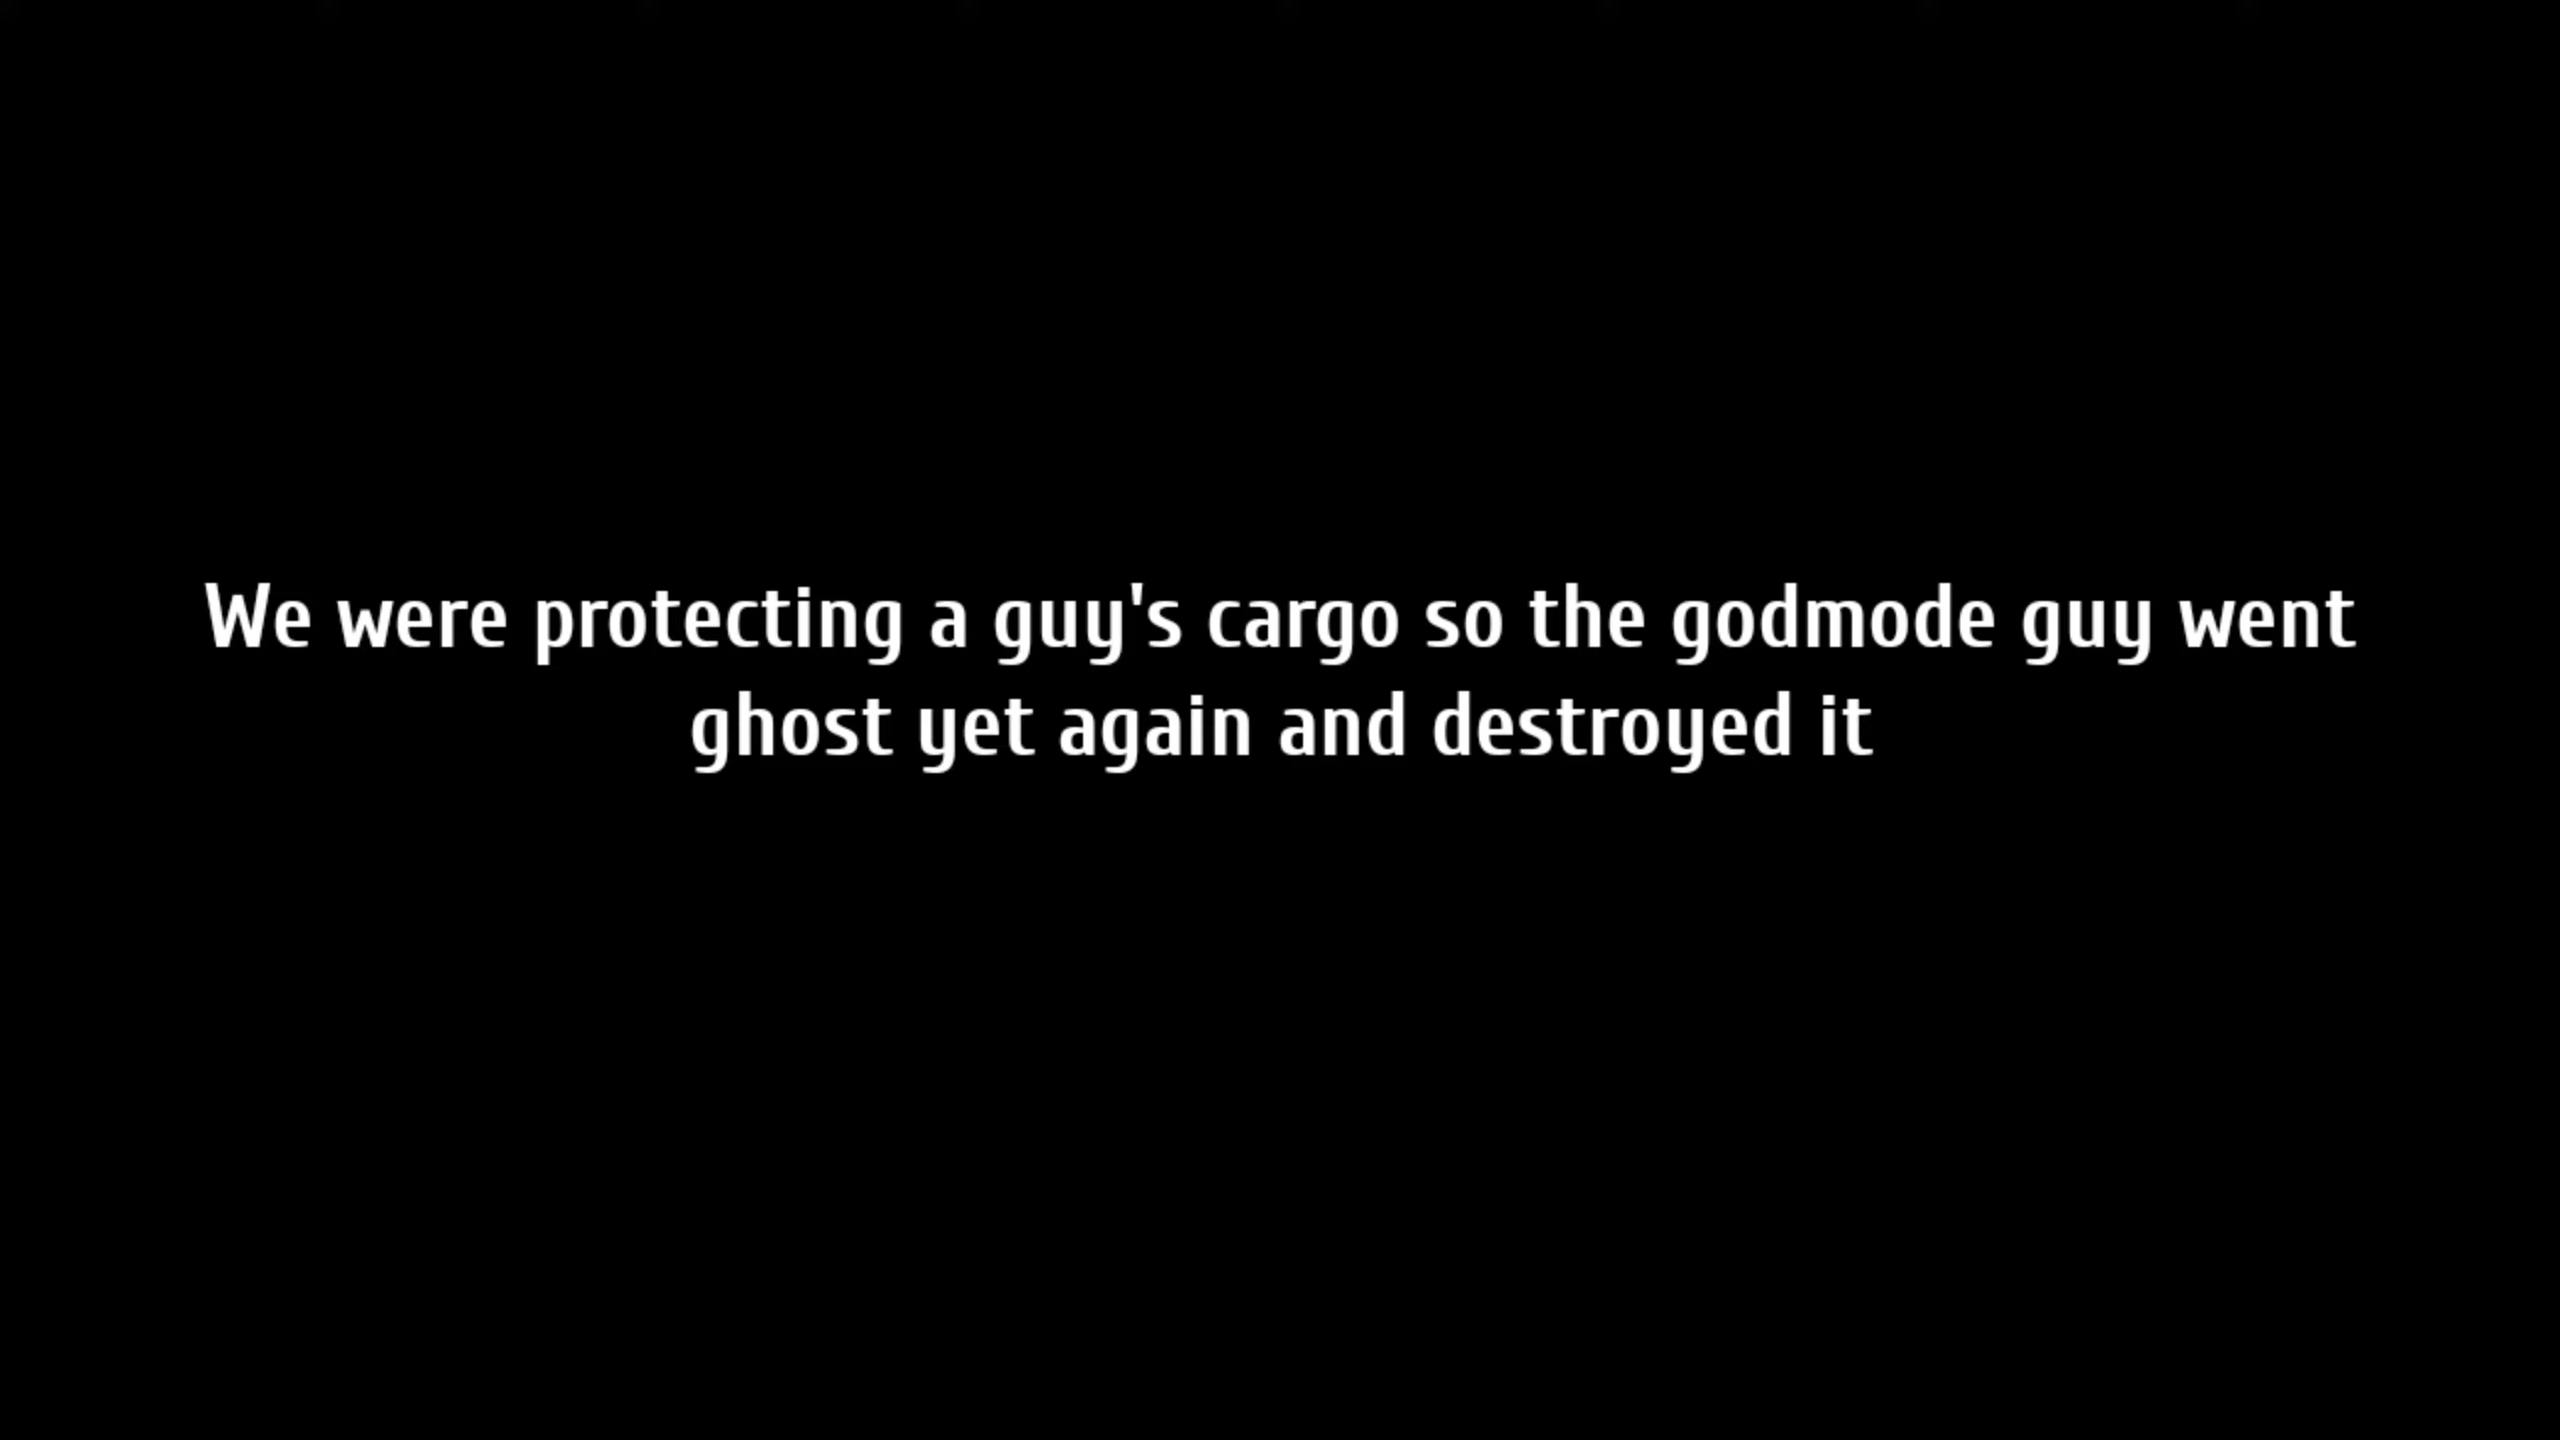 We were protecting a guy's cargo so the godmode guy went
ghost yet again and destroyed it